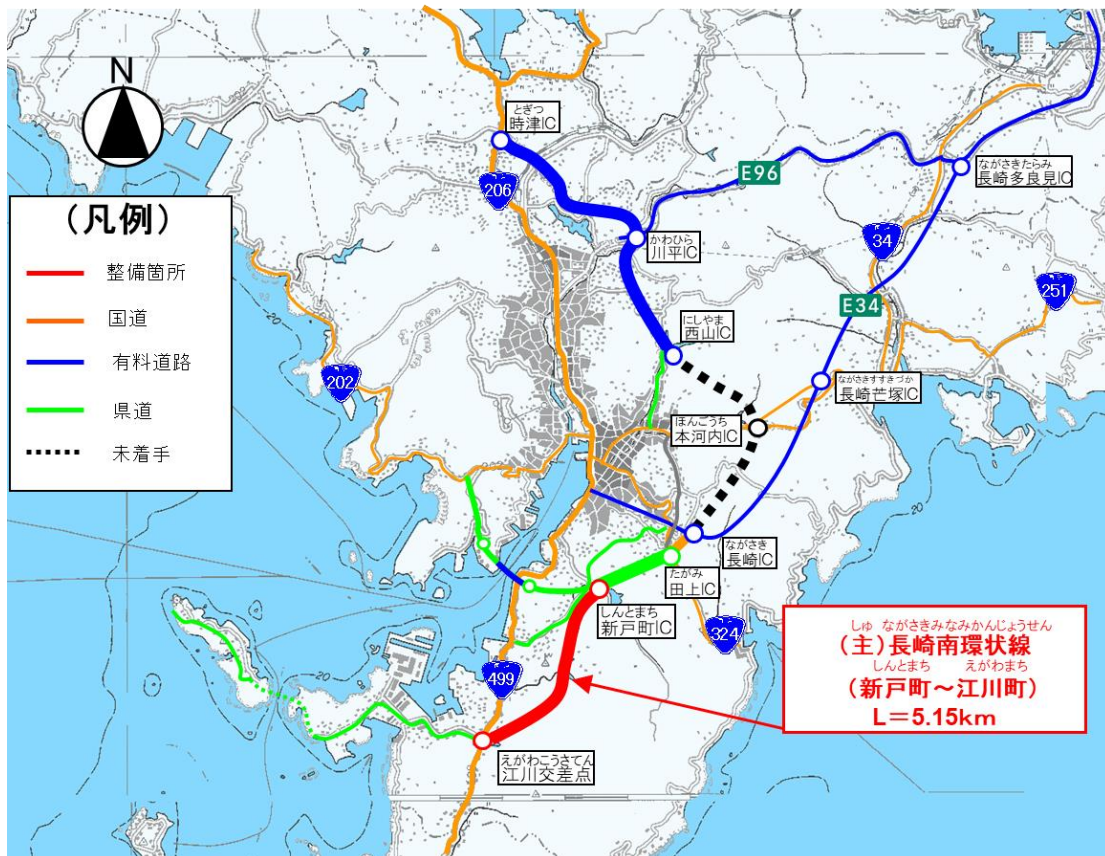 N
(凡例)
整備箇所
国道
有料道路
県道
未着手
とぎつ
時津IC
206
E96
ながさきたらみ
長崎多良見IC
かわひら
川平IC
34
251
E34
にしやま
西山IC
202
ながさきすすきづか
長崎芒塚IC
ほんごうち
本河内IC
ながさき
長崎IC
たがみ
田上IC
しんとまち
新戸町IC
324
499
しゅ ながさきみなみかんじょうせん
(主)長崎南環状線
しんとまち えがわまち
(新戸町～江川町)
L=5.15km
えがわこうさてん
江川交差点